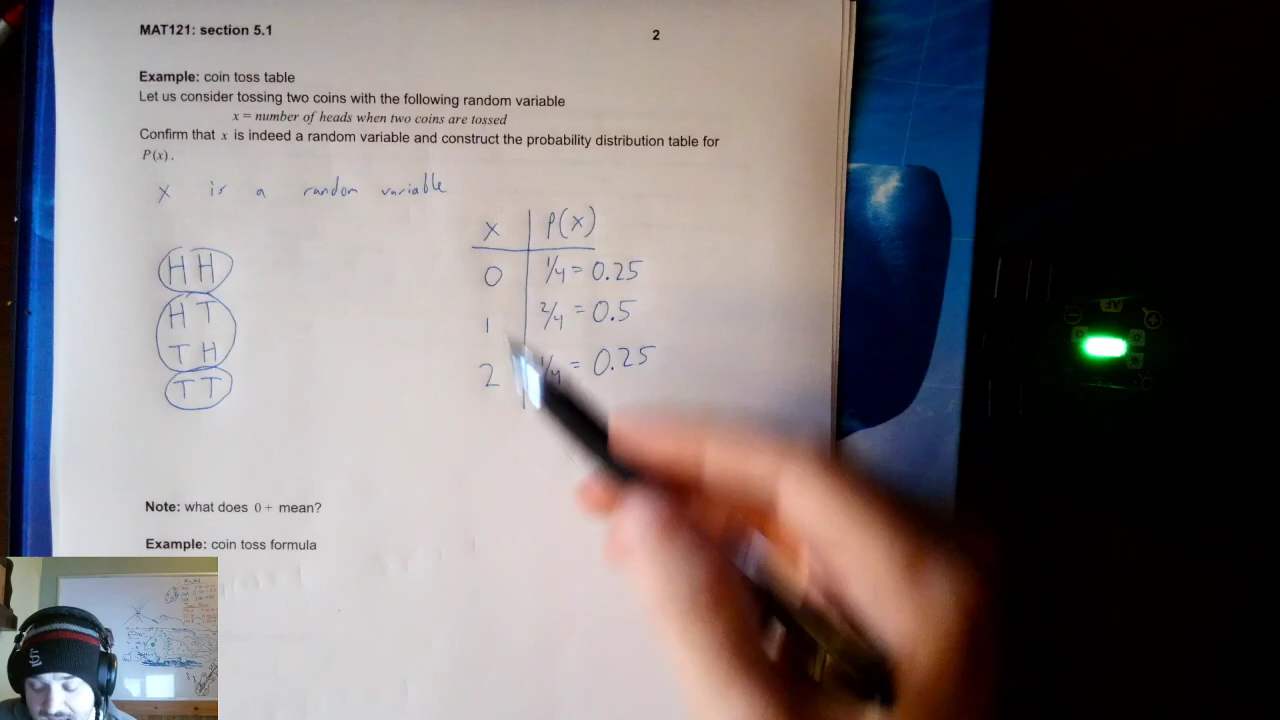 MAT121: section 5.1
2
Example: coin toss table
Let us consider tossing two coins with the following random variable
x = number of heads when two coins are tossed
Confirm that x is indeed a random variable and construct the probability distribution table for
P(x).
x is a random variable
x P(x)
HH
0 1/4 = 0.25
HT
1 2/4 = 0.5
TH
2 1/4 = 0.25
TT
Note: what does 0+ mean?
Example: coin toss formula
AF